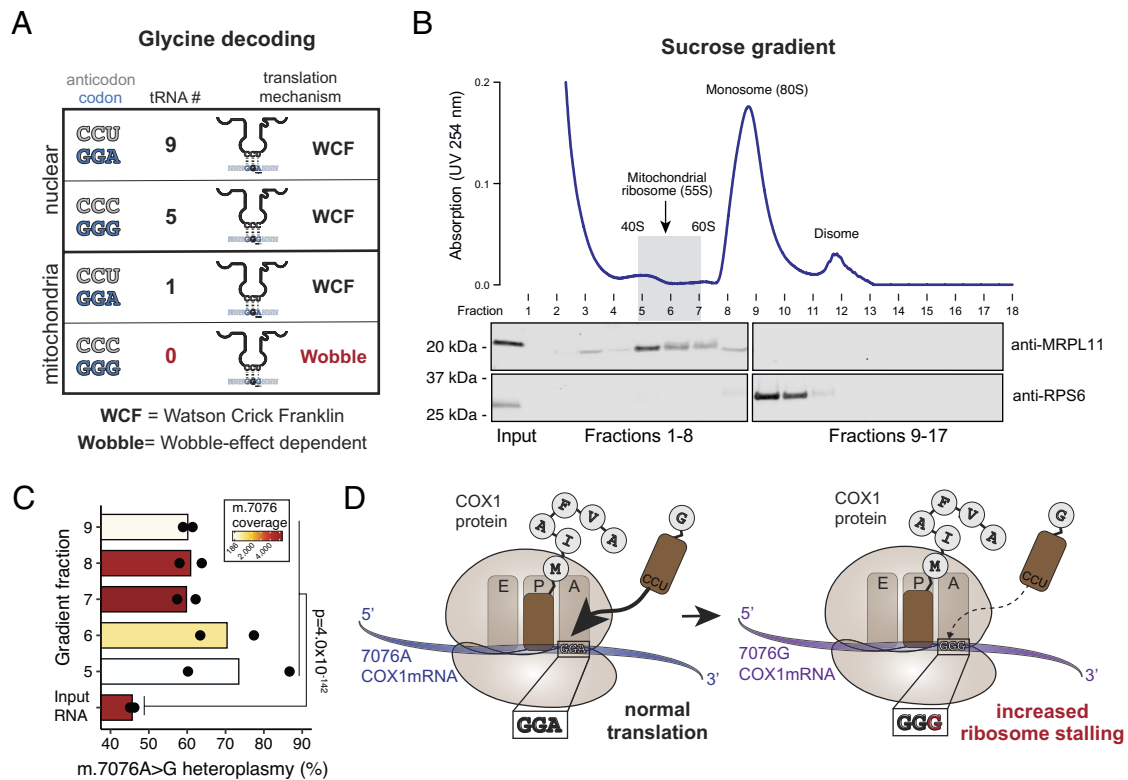 A
Glycine decoding
anticodon
codon
tRNA #
translation
mechanism
nuclear
CCU
GGA
9
WCF
CCC
GGG
5
WCF
mitochondria
CCU
GGA
1
WCF
CCC
GGG
0
Wobble
WCF = Watson Crick Franklin
Wobble= Wobble-effect dependent
B
Sucrose gradient
Absorption (UV 254 nm)
0.2
0.1
0.0
Monosome (80S)
Mitochondrial
ribosome (55S)
40S
60S
Disome
Fraction
1 2 3 4 5 6 7 8 9 10 11 12 13 14 15 16 17 18
20 kDa -
anti-MRPL11
37 kDa -
25 kDa -
anti-RPS6
Input
Fractions 1-8
Fractions 9-17
C
Gradient fraction
9
8
7
6
5
Input
RNA
m.7076
coverage
186
2,000
4,000
p=4.0x10-142
40 50 60 70 80 90
m.7076A>G heteroplasmy (%)
D
COX1
protein
A F V A
I
M
G
CCU
E P A
5’
7076A
COX1mRNA
GGA
3’
GGA
normal
translation
COX1
protein
A F V A
I
M
G
CCU
E P A
5’
7076G
COX1mRNA
GGG
3’
GGG
increased
ribosome stalling